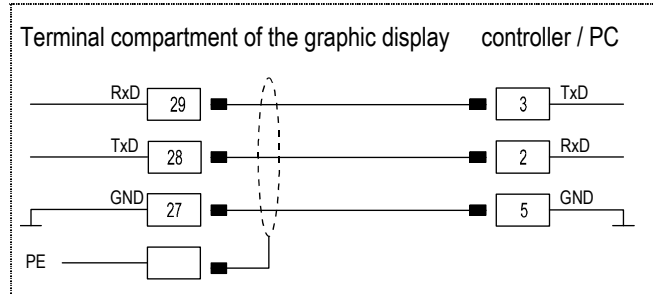 Terminal compartment of the graphic display controller / PC
RxD 29 3 TxD
TxD 28 2 RxD
GND 27 5 GND
PE